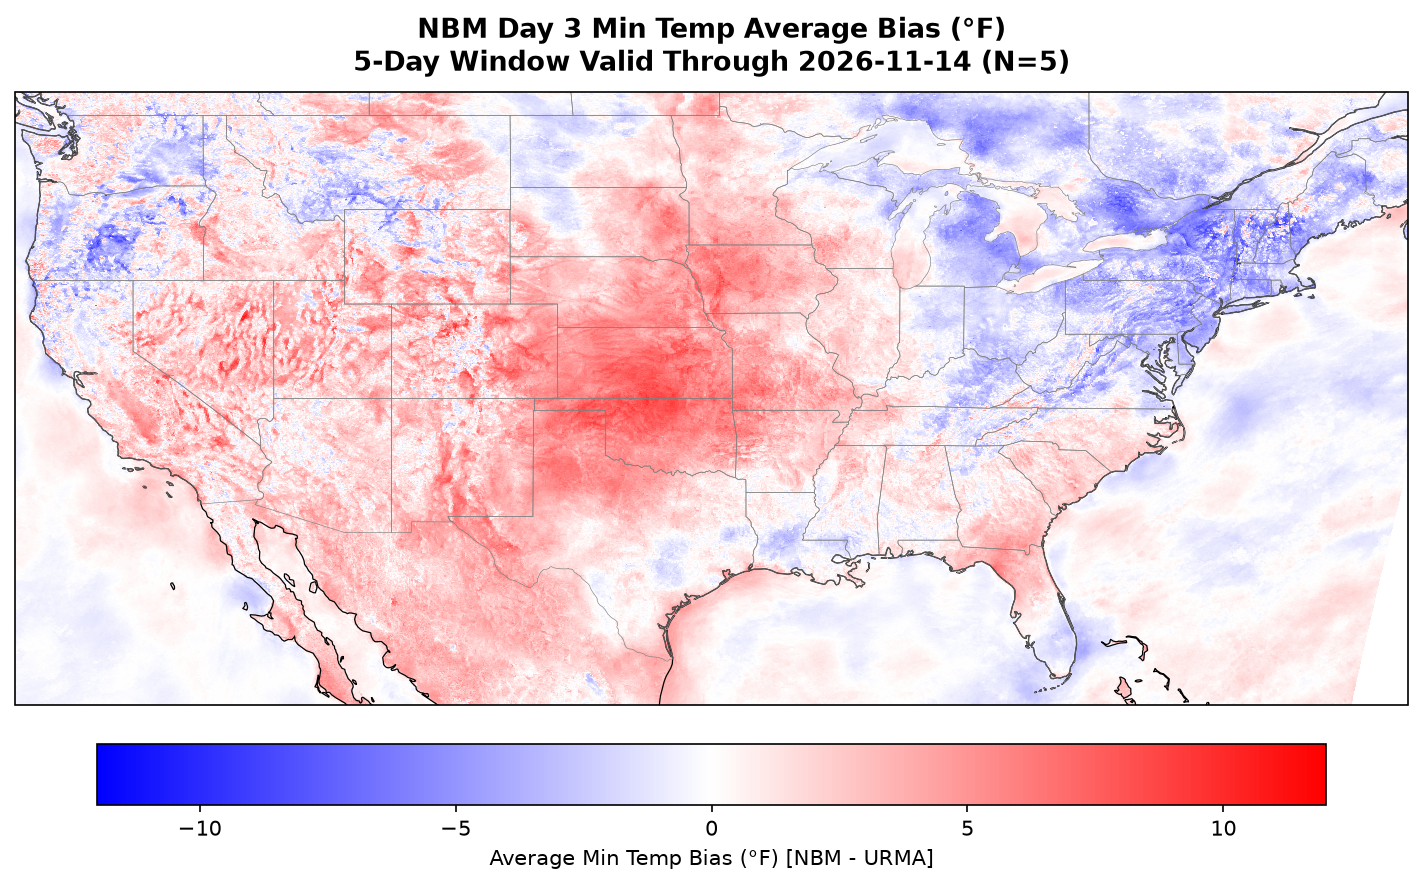 NBM Day 3 Min Temp Average Bias (°F)
5-Day Window Valid Through 2026-11-14 (N=5)
−10 −5 0 5 10
Average Min Temp Bias (°F) [NBM - URMA]